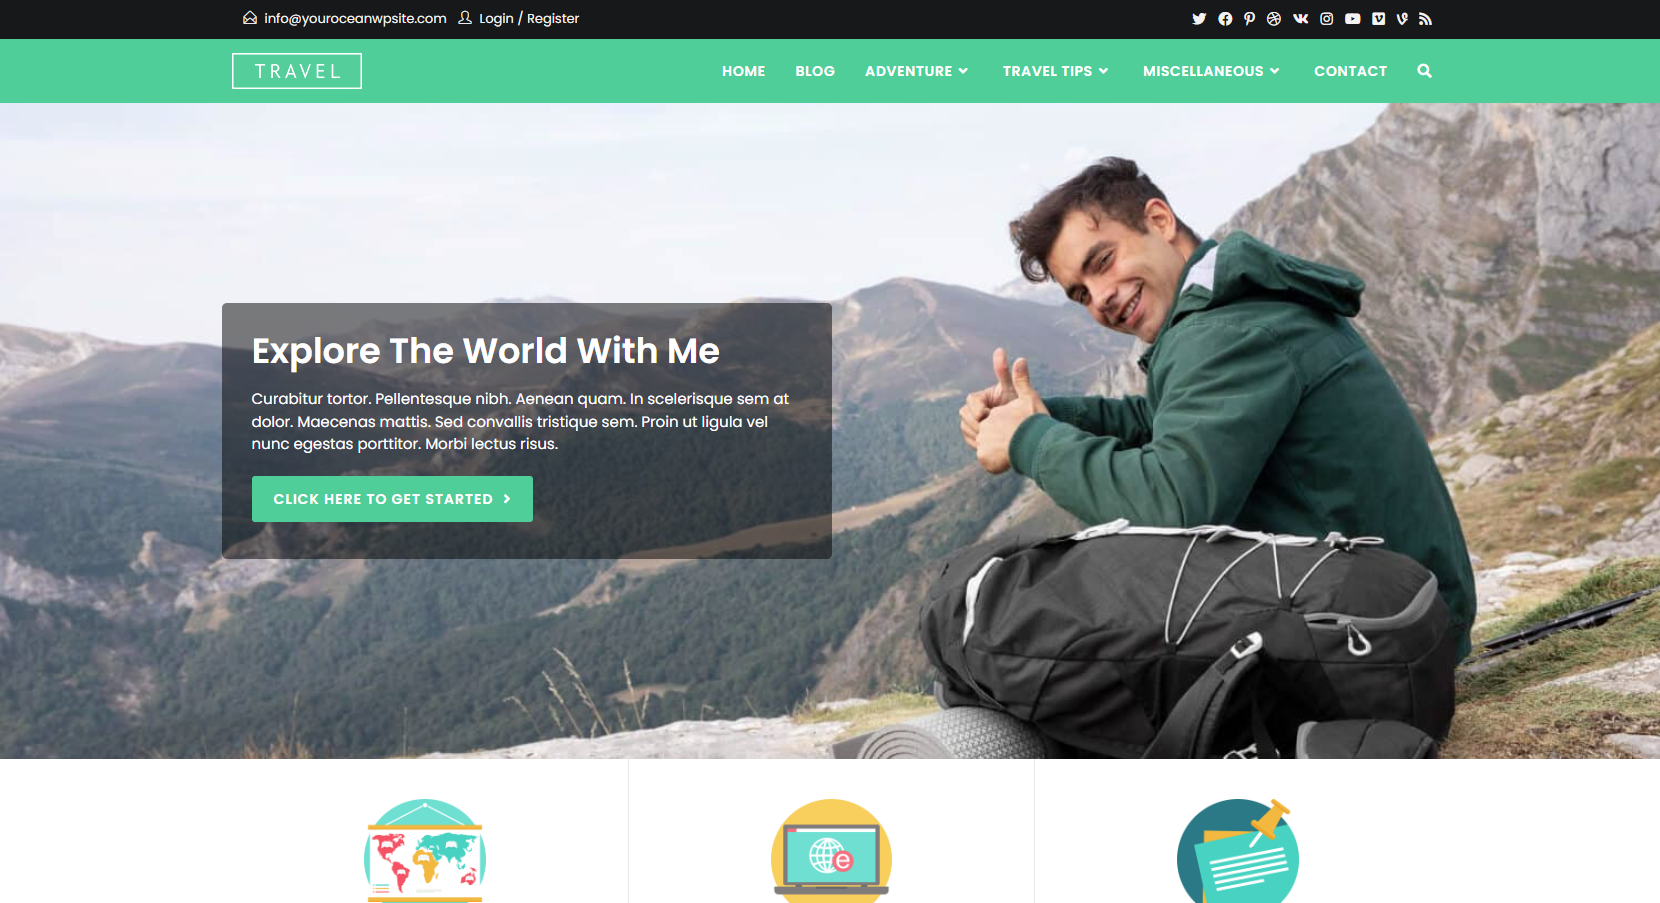 info@youroceanwpsite.com Login / Register
TRAVEL
HOME BLOG ADVENTURE TRAVEL TIPS MISCELLANEOUS CONTACT
Explore The World With Me
Curabitur tortor. Pellentesque nibh. Aenean quam. In scelerisque sem at
dolor. Maecenas mattis. Sed convallis tristique sem. Proin ut ligula vel
nunc egestas porttitor. Morbi lectus risus.
CLICK HERE TO GET STARTED
e